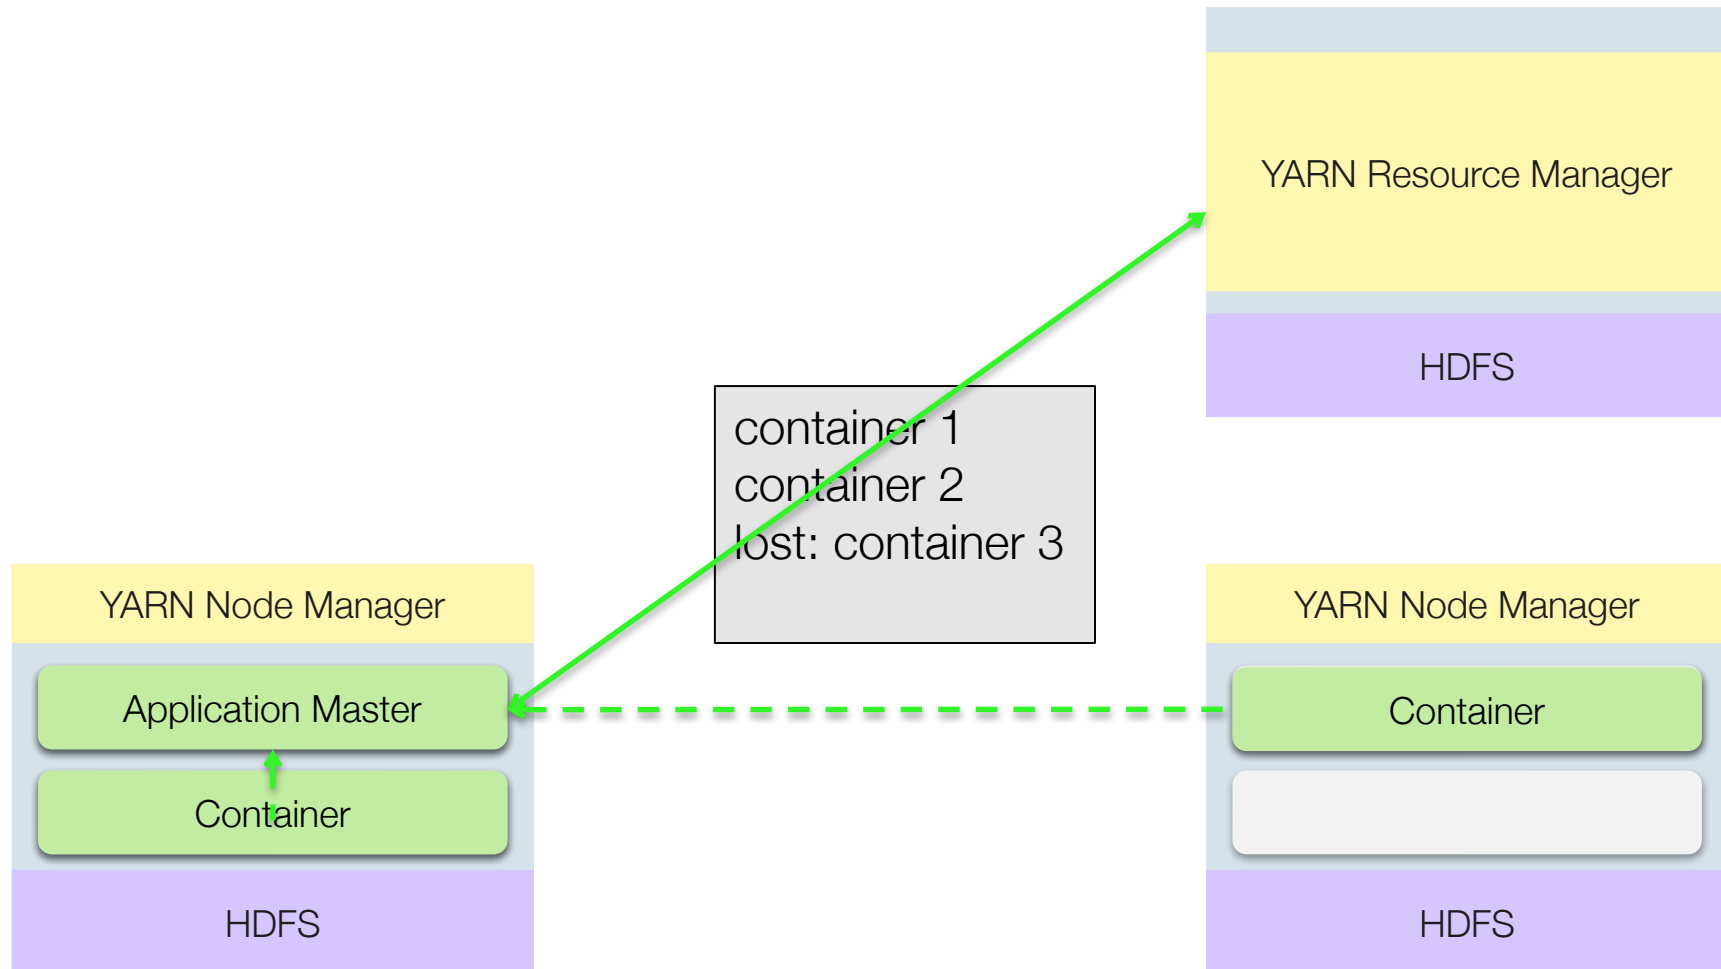 YARN Resource Manager
HDFS
container 1
container 2
lost: container 3
YARN Node Manager
Application Master
Container
HDFS
YARN Node Manager
Container
HDFS